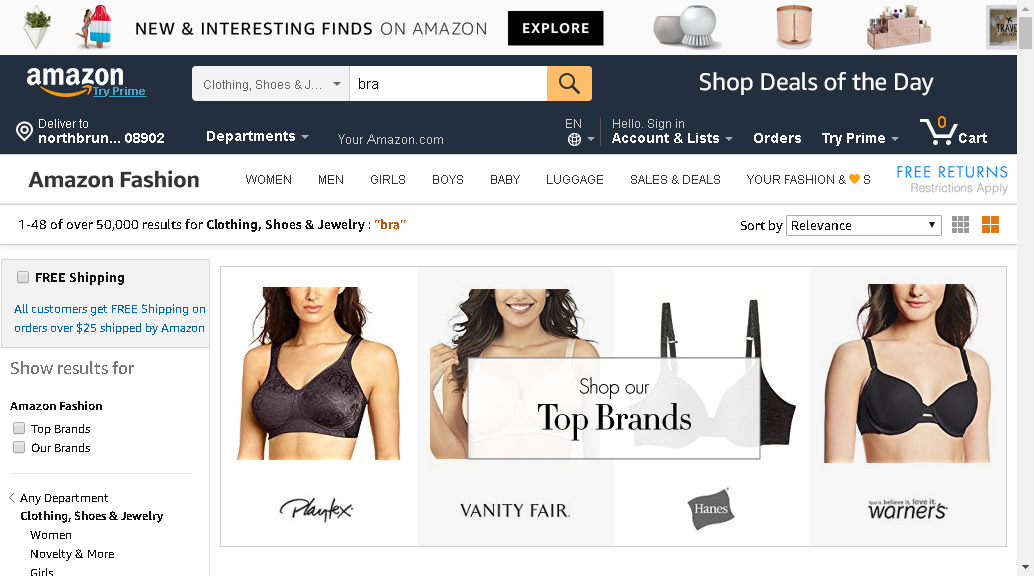 NEW & INTERESTING FINDS ON AMAZON
EXPLORE
TRAVE
amazon
Try Prime
Clothing, Shoes & J...
bra
Shop Deals of the Day
Deliver to
northbrun... 08902
Departments
Your Amazon.com
EN
Hello. Sign in
Account & Lists
Orders
Try Prime
0
Cart
Amazon Fashion
WOMEN
MEN
GIRLS
BOYS
BABY
LUGGAGE
SALES & DEALS
YOUR FASHION & S
FREE RETURNS
Restrictions Apply
1-48 of over 50,000 results for Clothing, Shoes & Jewelry : "bra"
Sort by Relevance
FREE Shipping
All customers get FREE Shipping on
orders over $25 shipped by Amazon
Show results for
Amazon Fashion
Top Brands
Our Brands
Any Department
Clothing, Shoes & Jewelry
Women
Novelty & More
Girls
Shop our
Top Brands
Playtex
VANITY FAIR.
Hanes
feel it. believe it. love it.
warner's